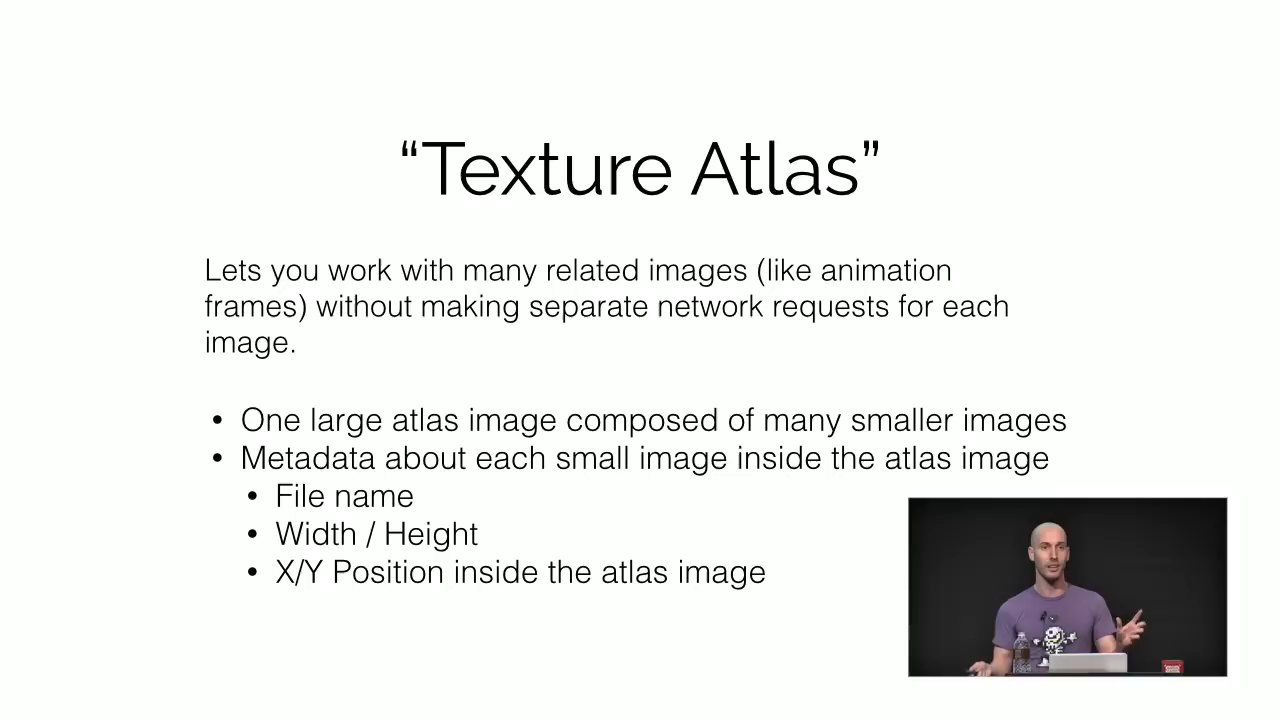 “Texture Atlas”
Lets you work with many related images (like animation
frames) without making separate network requests for each
image.
• One large atlas image composed of many smaller images
• Metadata about each small image inside the atlas image
• File name
• Width / Height
• X/Y Position inside the atlas image